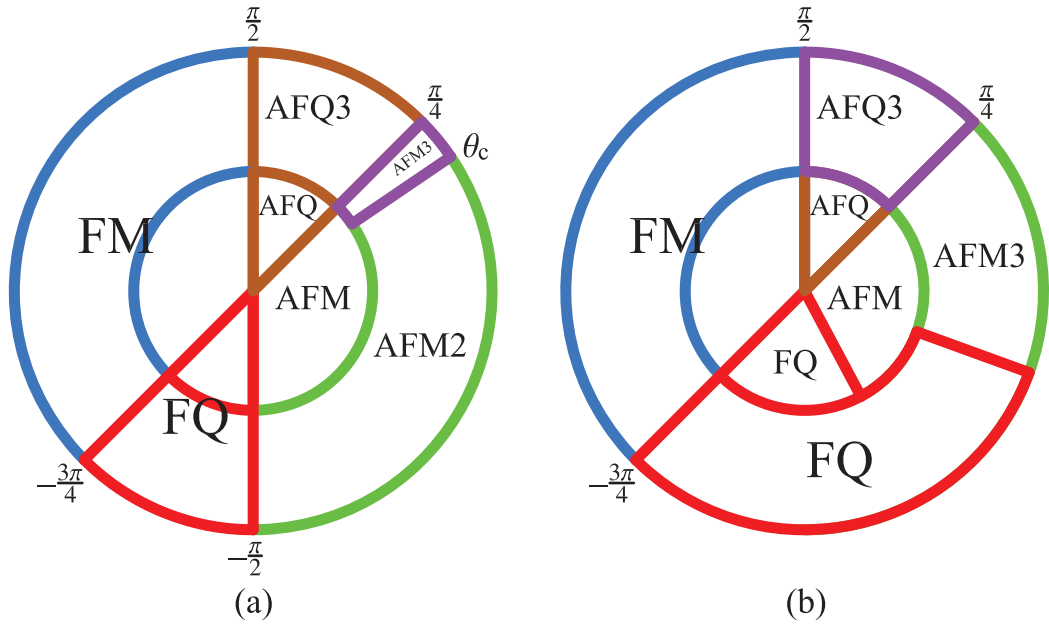 π/2
AFQ3
π/4
AFM3
θc
AFQ
FM
AFM
AFM2
FQ
−3π/4
−π/2
(a)
π/2
AFQ3
π/4
AFQ
FM
AFM3
AFM
FQ
FQ
−3π/4
(b)